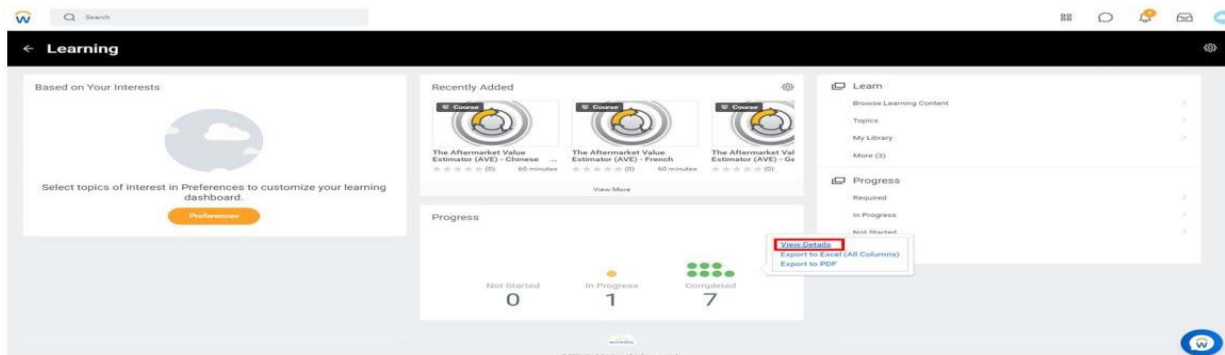 Search
Learning
Based on Your Interests
Select topics of interest in Preferences to customize your learning
dashboard.
Preferences
Recently Added
Course
The Aftermarket Value
Estimator (AVE) - Chinese ...
(0) 60 minutes
Course
The Aftermarket Value
Estimator (AVE) - French
(0) 60 minutes
Course
The Aftermarket Val
Estimator (AVE) - Ge
(0)
View More
Progress
Not Started
0
In Progress
1
Completed
7
View Details
Export to Excel (All Columns)
Export to PDF
Learn
Browse Learning Content
Topics
My Library
More (3)
Progress
Required
In Progress
Not Started